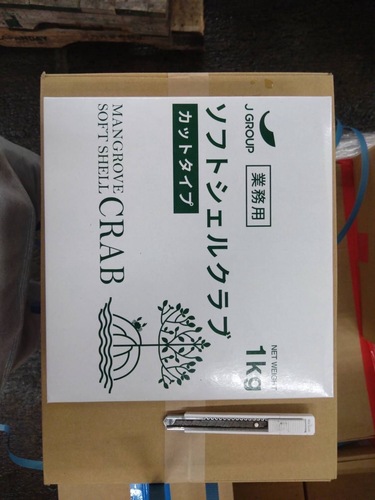 J GROUP
業務用
NET WEIGHT
1kg
ソフトシェルクラブ
カットタイプ
MANGROVE
SOFT SHELL CRAB